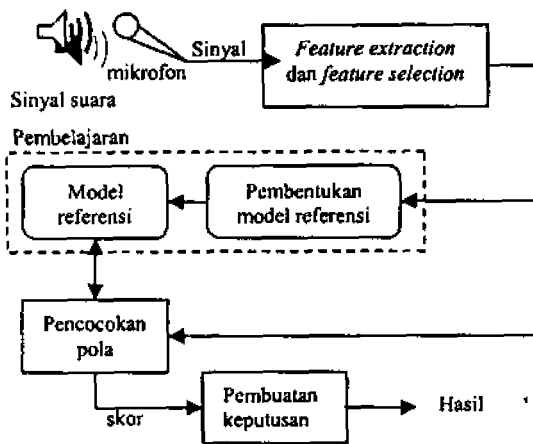 Sinyal
mikrofon
Feature extraction
dan feature selection
Sinyal suara
Pembelajaran
Model
referensi
Pembentukan
model referensi
Pencocokan
pola
skor
Pembuatan
keputusan
Hasil